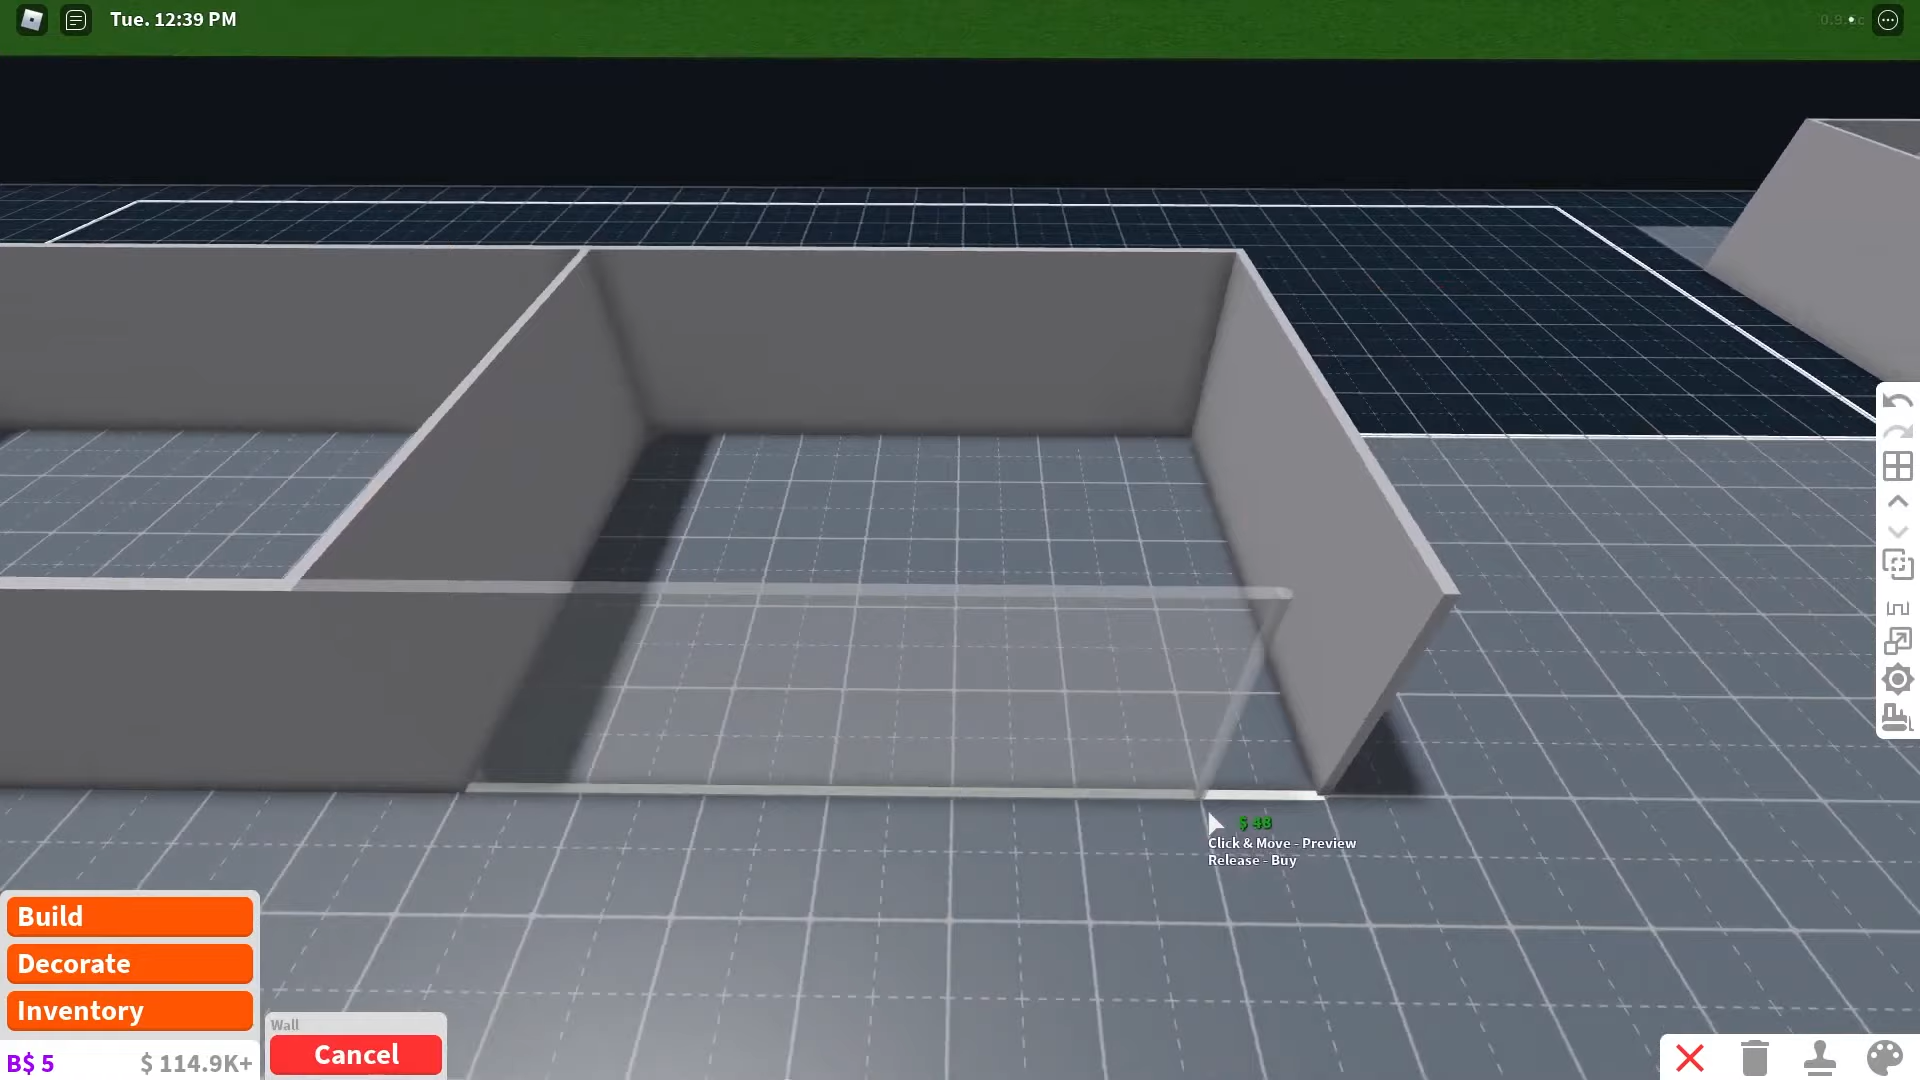 Tue. 12:39 PM
$ 48
Click & Move - Preview
Release - Buy
Build
Decorate
Inventory
B$ 5
$ 114.9K+
Wall
Cancel